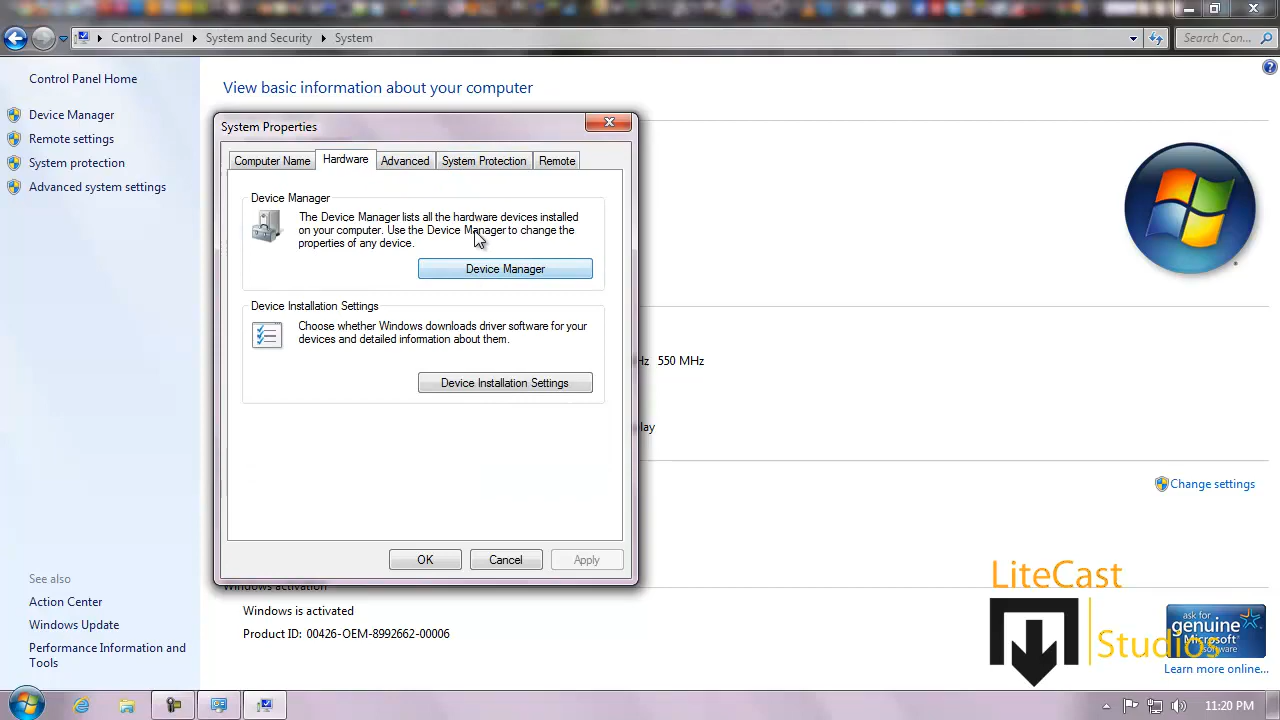 Control Panel
System and Security
System
Search Con...
Control Panel Home
Device Manager
Remote settings
System protection
Advanced system settings
View basic information about your computer
System Properties
Computer Name
Hardware
Advanced
System Protection
Remote
Device Manager
The Device Manager lists all the hardware devices installed
on your computer. Use the Device Manager to change the
properties of any device.
Device Manager
Device Installation Settings
Choose whether Windows downloads driver software for your
devices and detailed information about them.
Device Installation Settings
OK
Cancel
Apply
Hz 550 MHz
lay
Change settings
Windows activation
Windows is activated
Product ID: 00426-OEM-8992662-00006
See also
Action Center
Windows Update
Performance Information and
Tools
LiteCast
Studios
ask for
genuine
Microsoft
software
Learn more online...
11:20 PM